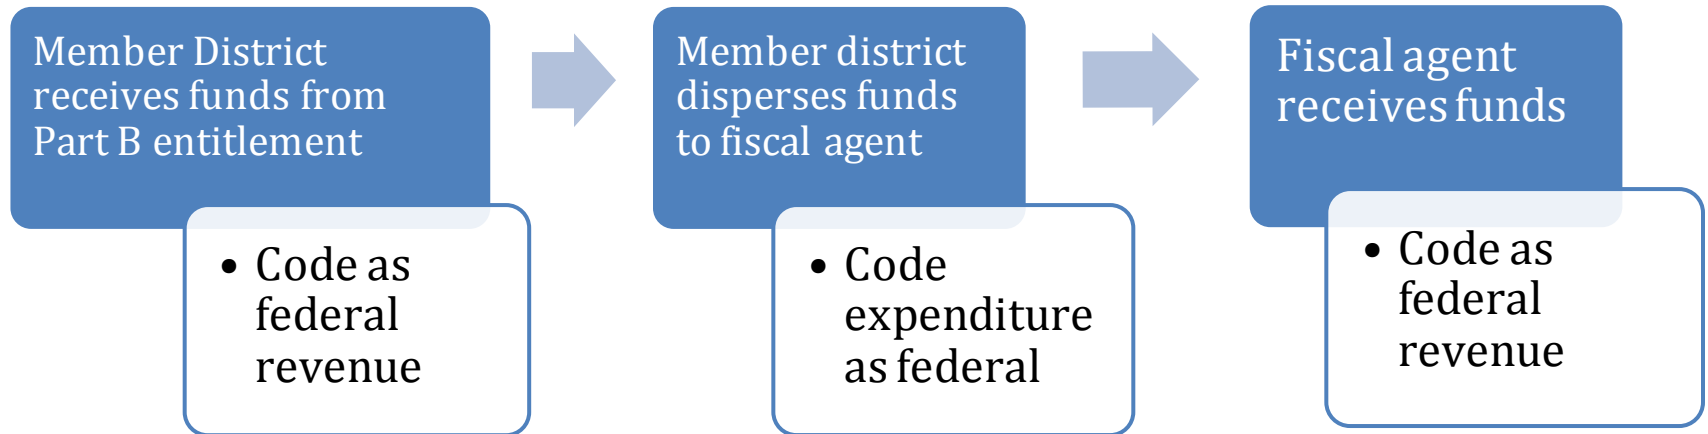 Member District
receives funds from
Part B entitlement
• Code as
federal
revenue
Member district
disperses funds
to fiscal agent
• Code
expenditure
as federal
Fiscal agent
receives funds
• Code as
federal
revenue